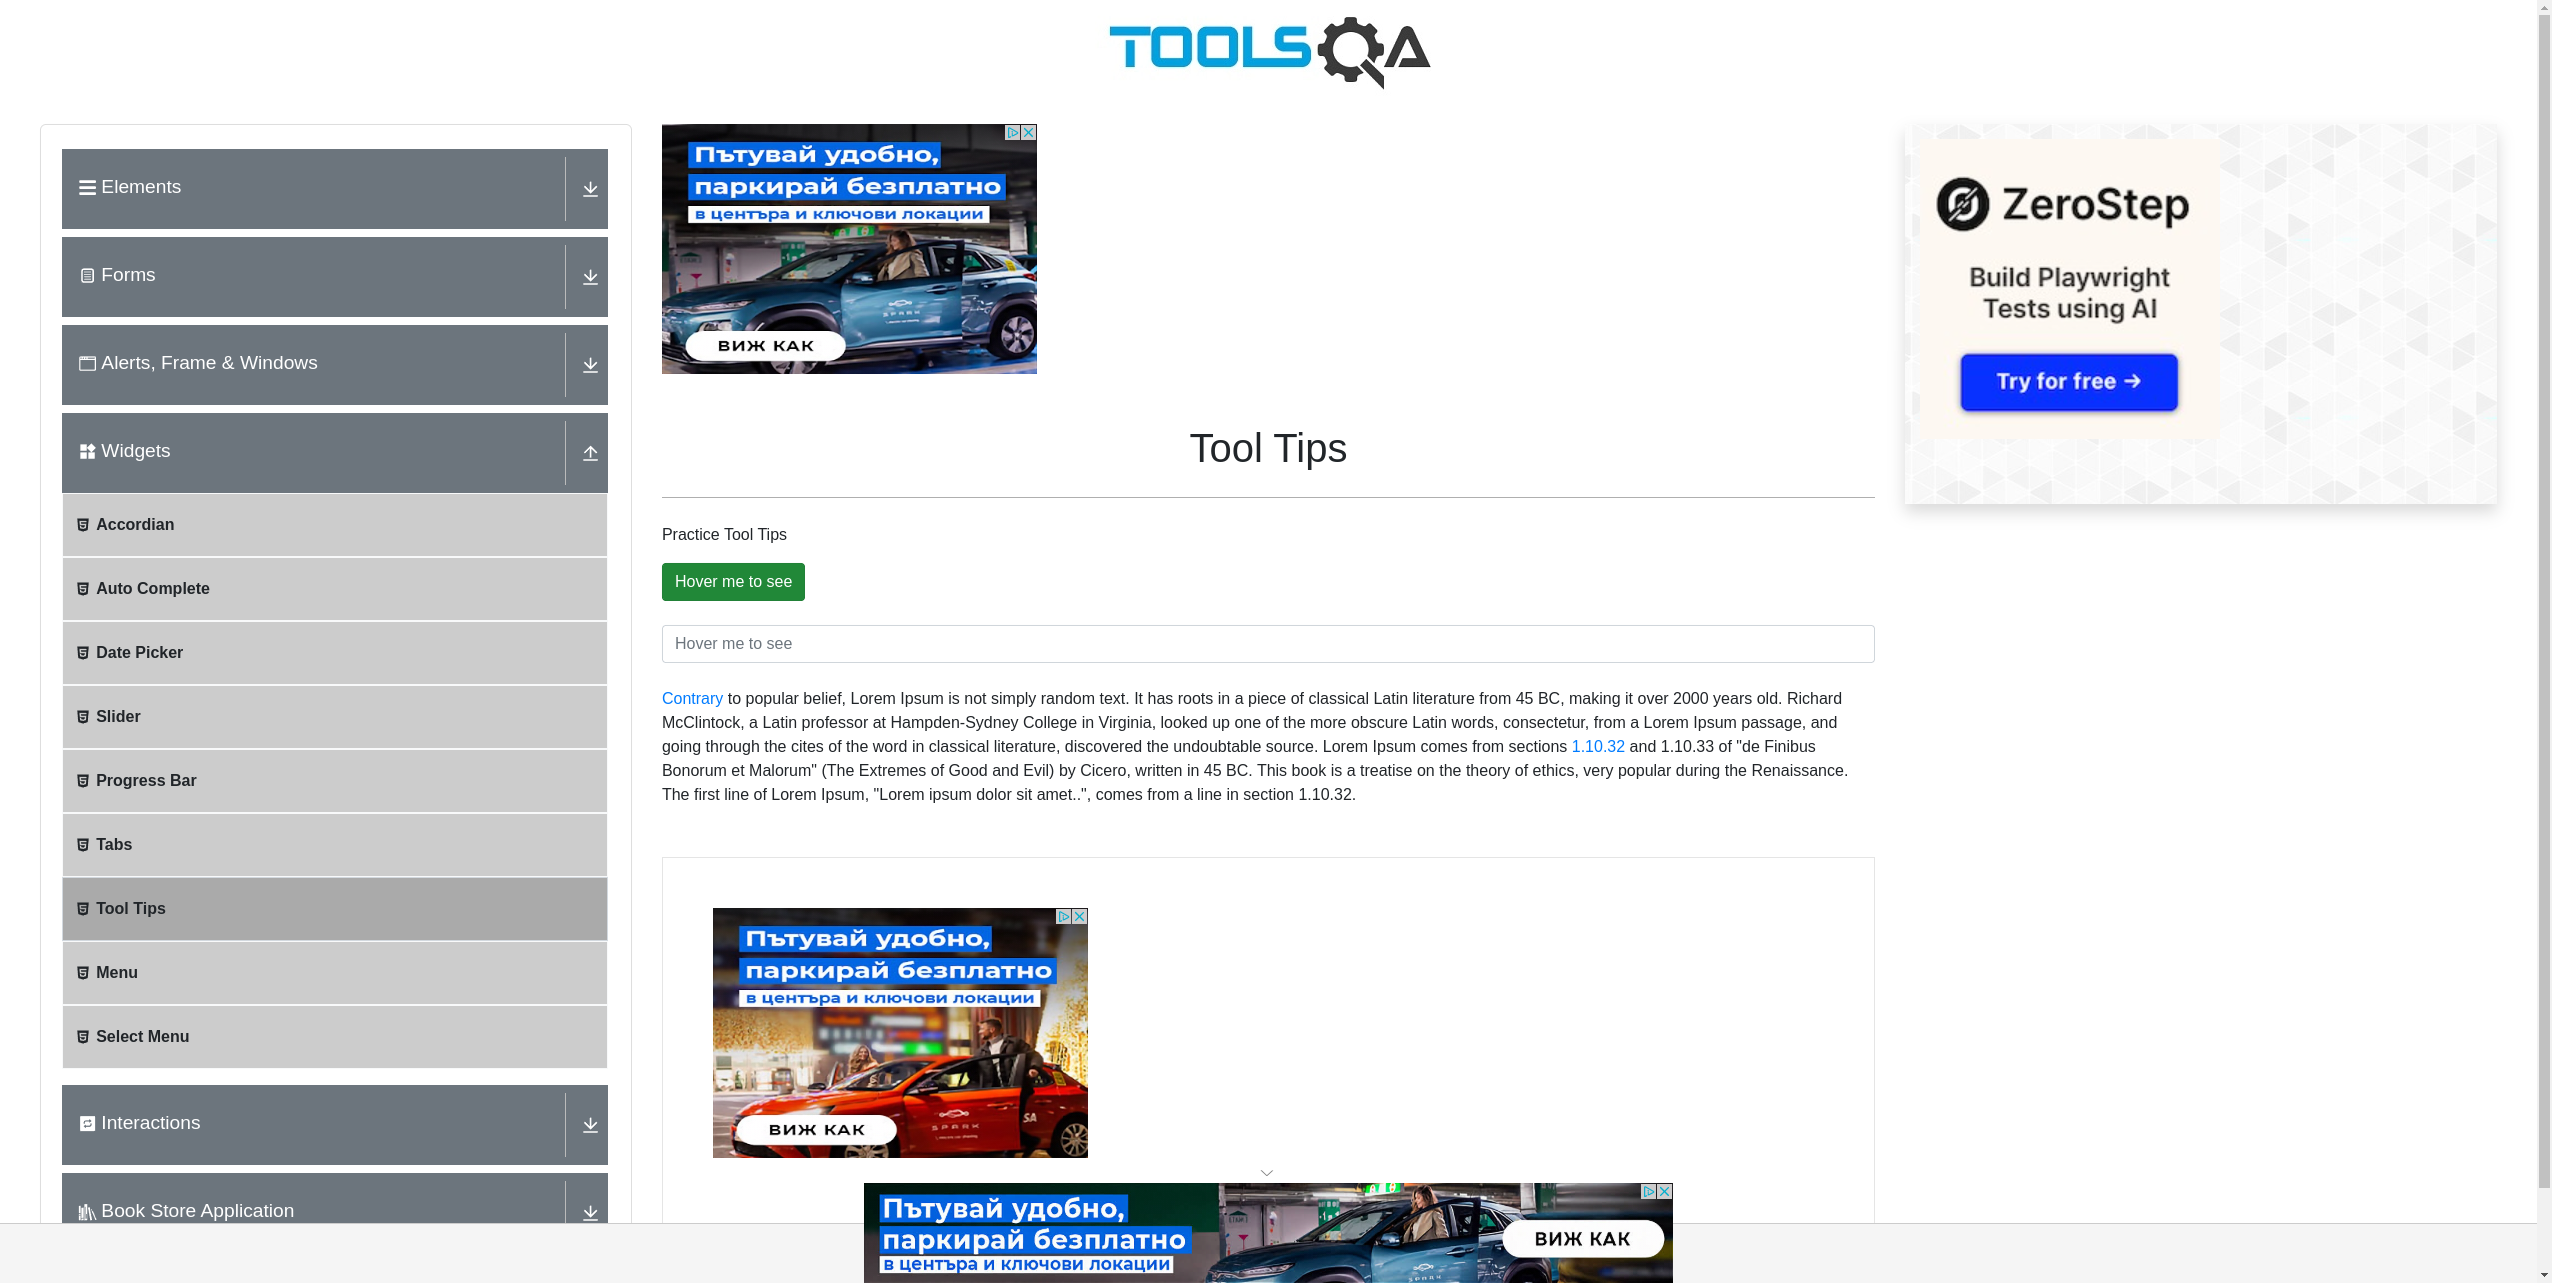 TOOLSQA
Elements
Forms
Alerts, Frame & Windows
Widgets
Accordian
Auto Complete
Date Picker
Slider
Progress Bar
Tabs
Tool Tips
Menu
Select Menu
Interactions
Book Store Application
Пътувай удобно,
паркирай безплатно
в центъра и ключови локации
SPARK
ВИЖ КАК
Tool Tips
Practice Tool Tips
Hover me to see
Hover me to see
Contrary to popular belief, Lorem Ipsum is not simply random text. It has roots in a piece of classical Latin literature from 45 BC, making it over 2000 years old. Richard
McClintock, a Latin professor at Hampden-Sydney College in Virginia, looked up one of the more obscure Latin words, consectetur, from a Lorem Ipsum passage, and
going through the cites of the word in classical literature, discovered the undoubtable source. Lorem Ipsum comes from sections 1.10.32 and 1.10.33 of "de Finibus
Bonorum et Malorum" (The Extremes of Good and Evil) by Cicero, written in 45 BC. This book is a treatise on the theory of ethics, very popular during the Renaissance.
The first line of Lorem Ipsum, "Lorem ipsum dolor sit amet..", comes from a line in section 1.10.32.
Пътувай удобно,
паркирай безплатно
в центъра и ключови локации
SPARK
SA
ВИЖ КАК
Пътувай удобно,
паркирай безплатно
в центъра и ключови локации
SPARK
ВИЖ КАК
ZeroStep
Build Playwright
Tests using AI
Try for free →